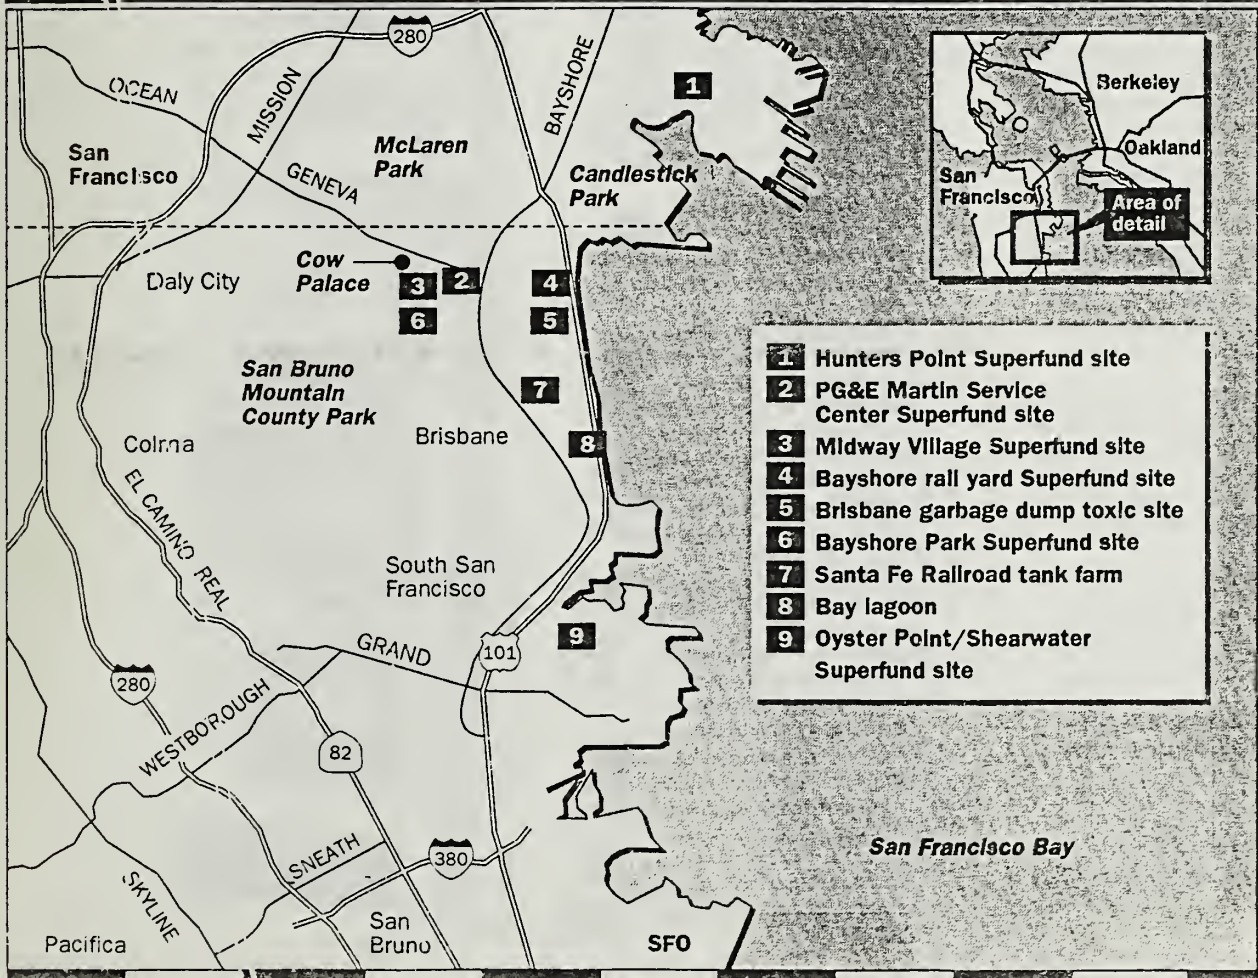 280
OCEAN
MISSION
BAYSHORE
1
San
Francisco
McLaren
Park
GENEVA
Candlestick
Park
Berkeley
Oakland
San
Francisco
Area of
detail
Cow
Palace
Daly City
3
2
4
6
5
San Bruno
Mountain
County Park
7
Colma
Brisbane
8
EL CAMINO REAL
South San
Francisco
GRAND
101
9
280
WESTBOROUGH
82
SNEATH
380
SKYLINE
Pacifica
San
Bruno
SFO
San Francisco Bay
1 Hunters Point Superfund site
2 PG&E Martin Service
Center Superfund site
3 Midway Village Superfund site
4 Bayshore rail yard Superfund site
5 Brisbane garbage dump toxic site
6 Bayshore Park Superfund site
7 Santa Fe Railroad tank farm
8 Bay lagoon
9 Oyster Point/Shearwater
Superfund site